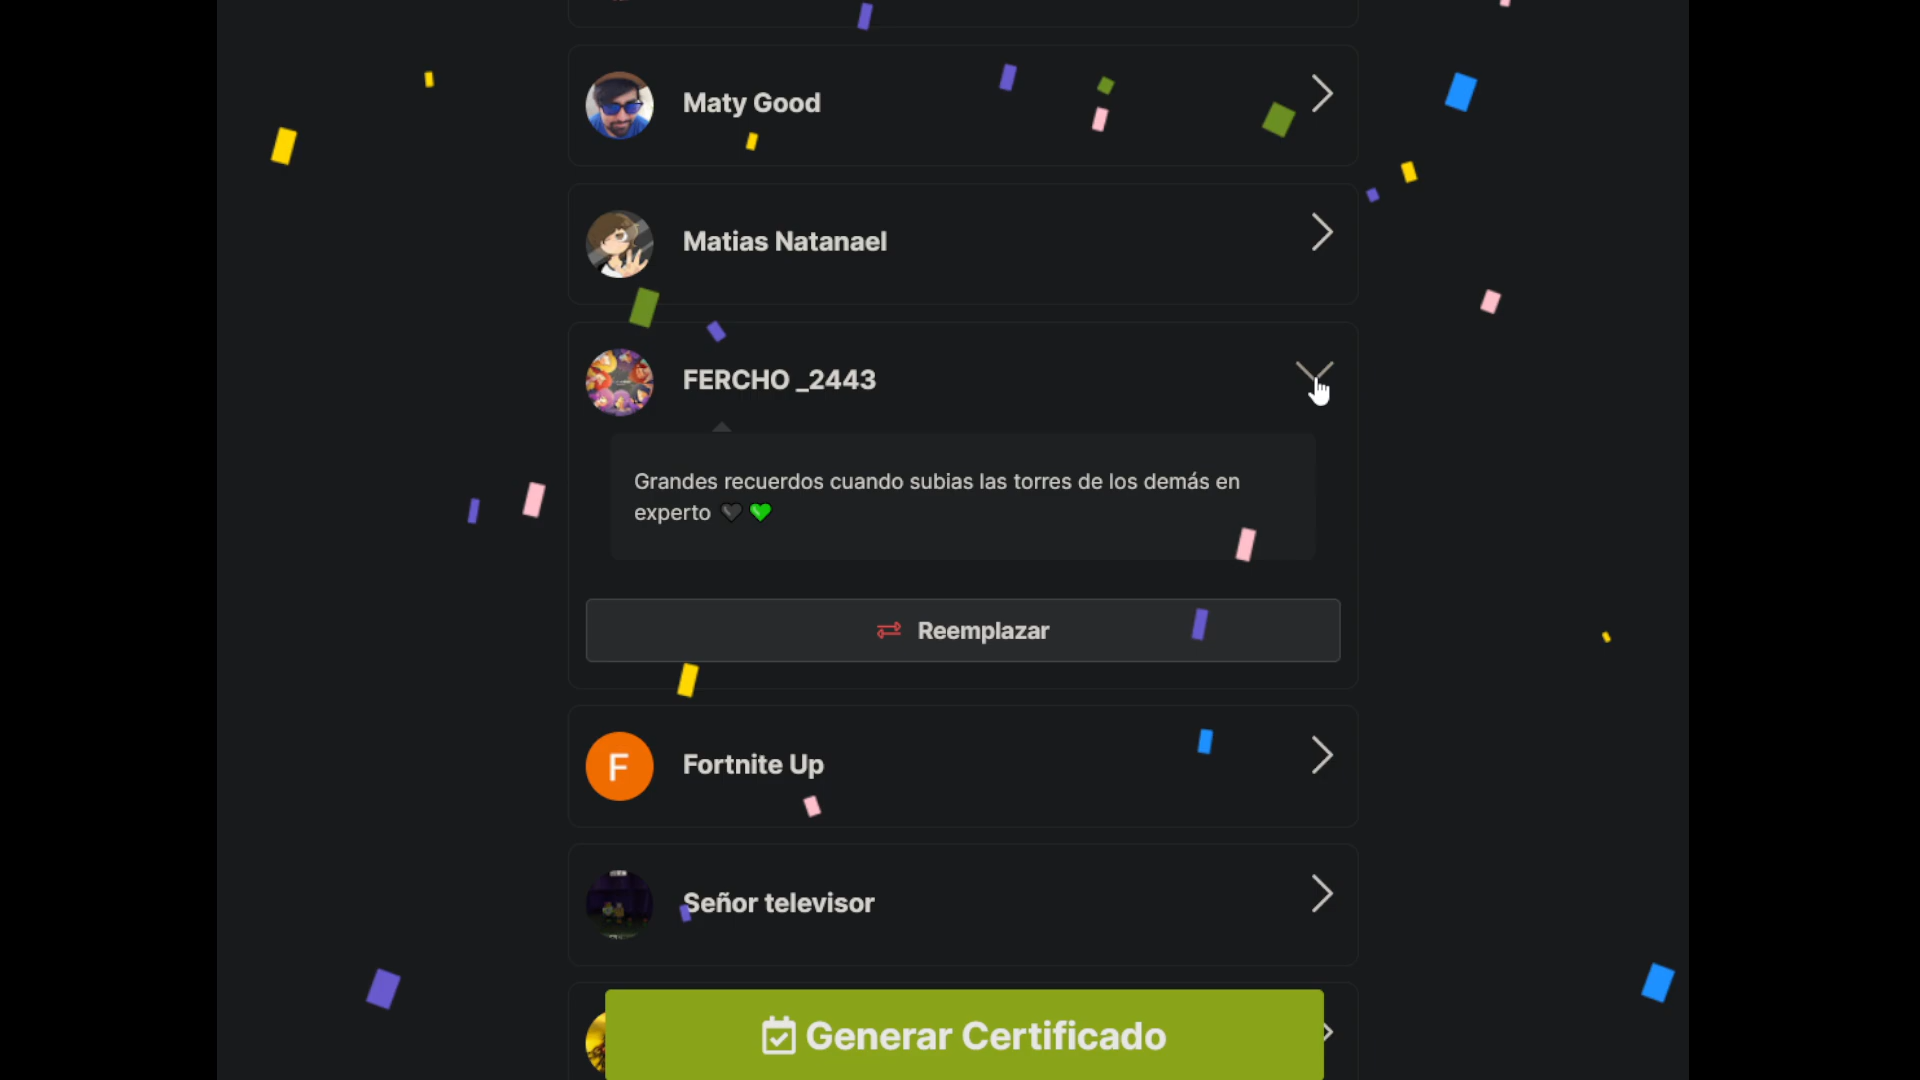 Maty Good
Matias Natanael
FERCHO _2443
Grandes recuerdos cuando subias las torres de los demás en
experto 🖤 💚
Reemplazar
F
Fortnite Up
Señor televisor
Generar Certificado